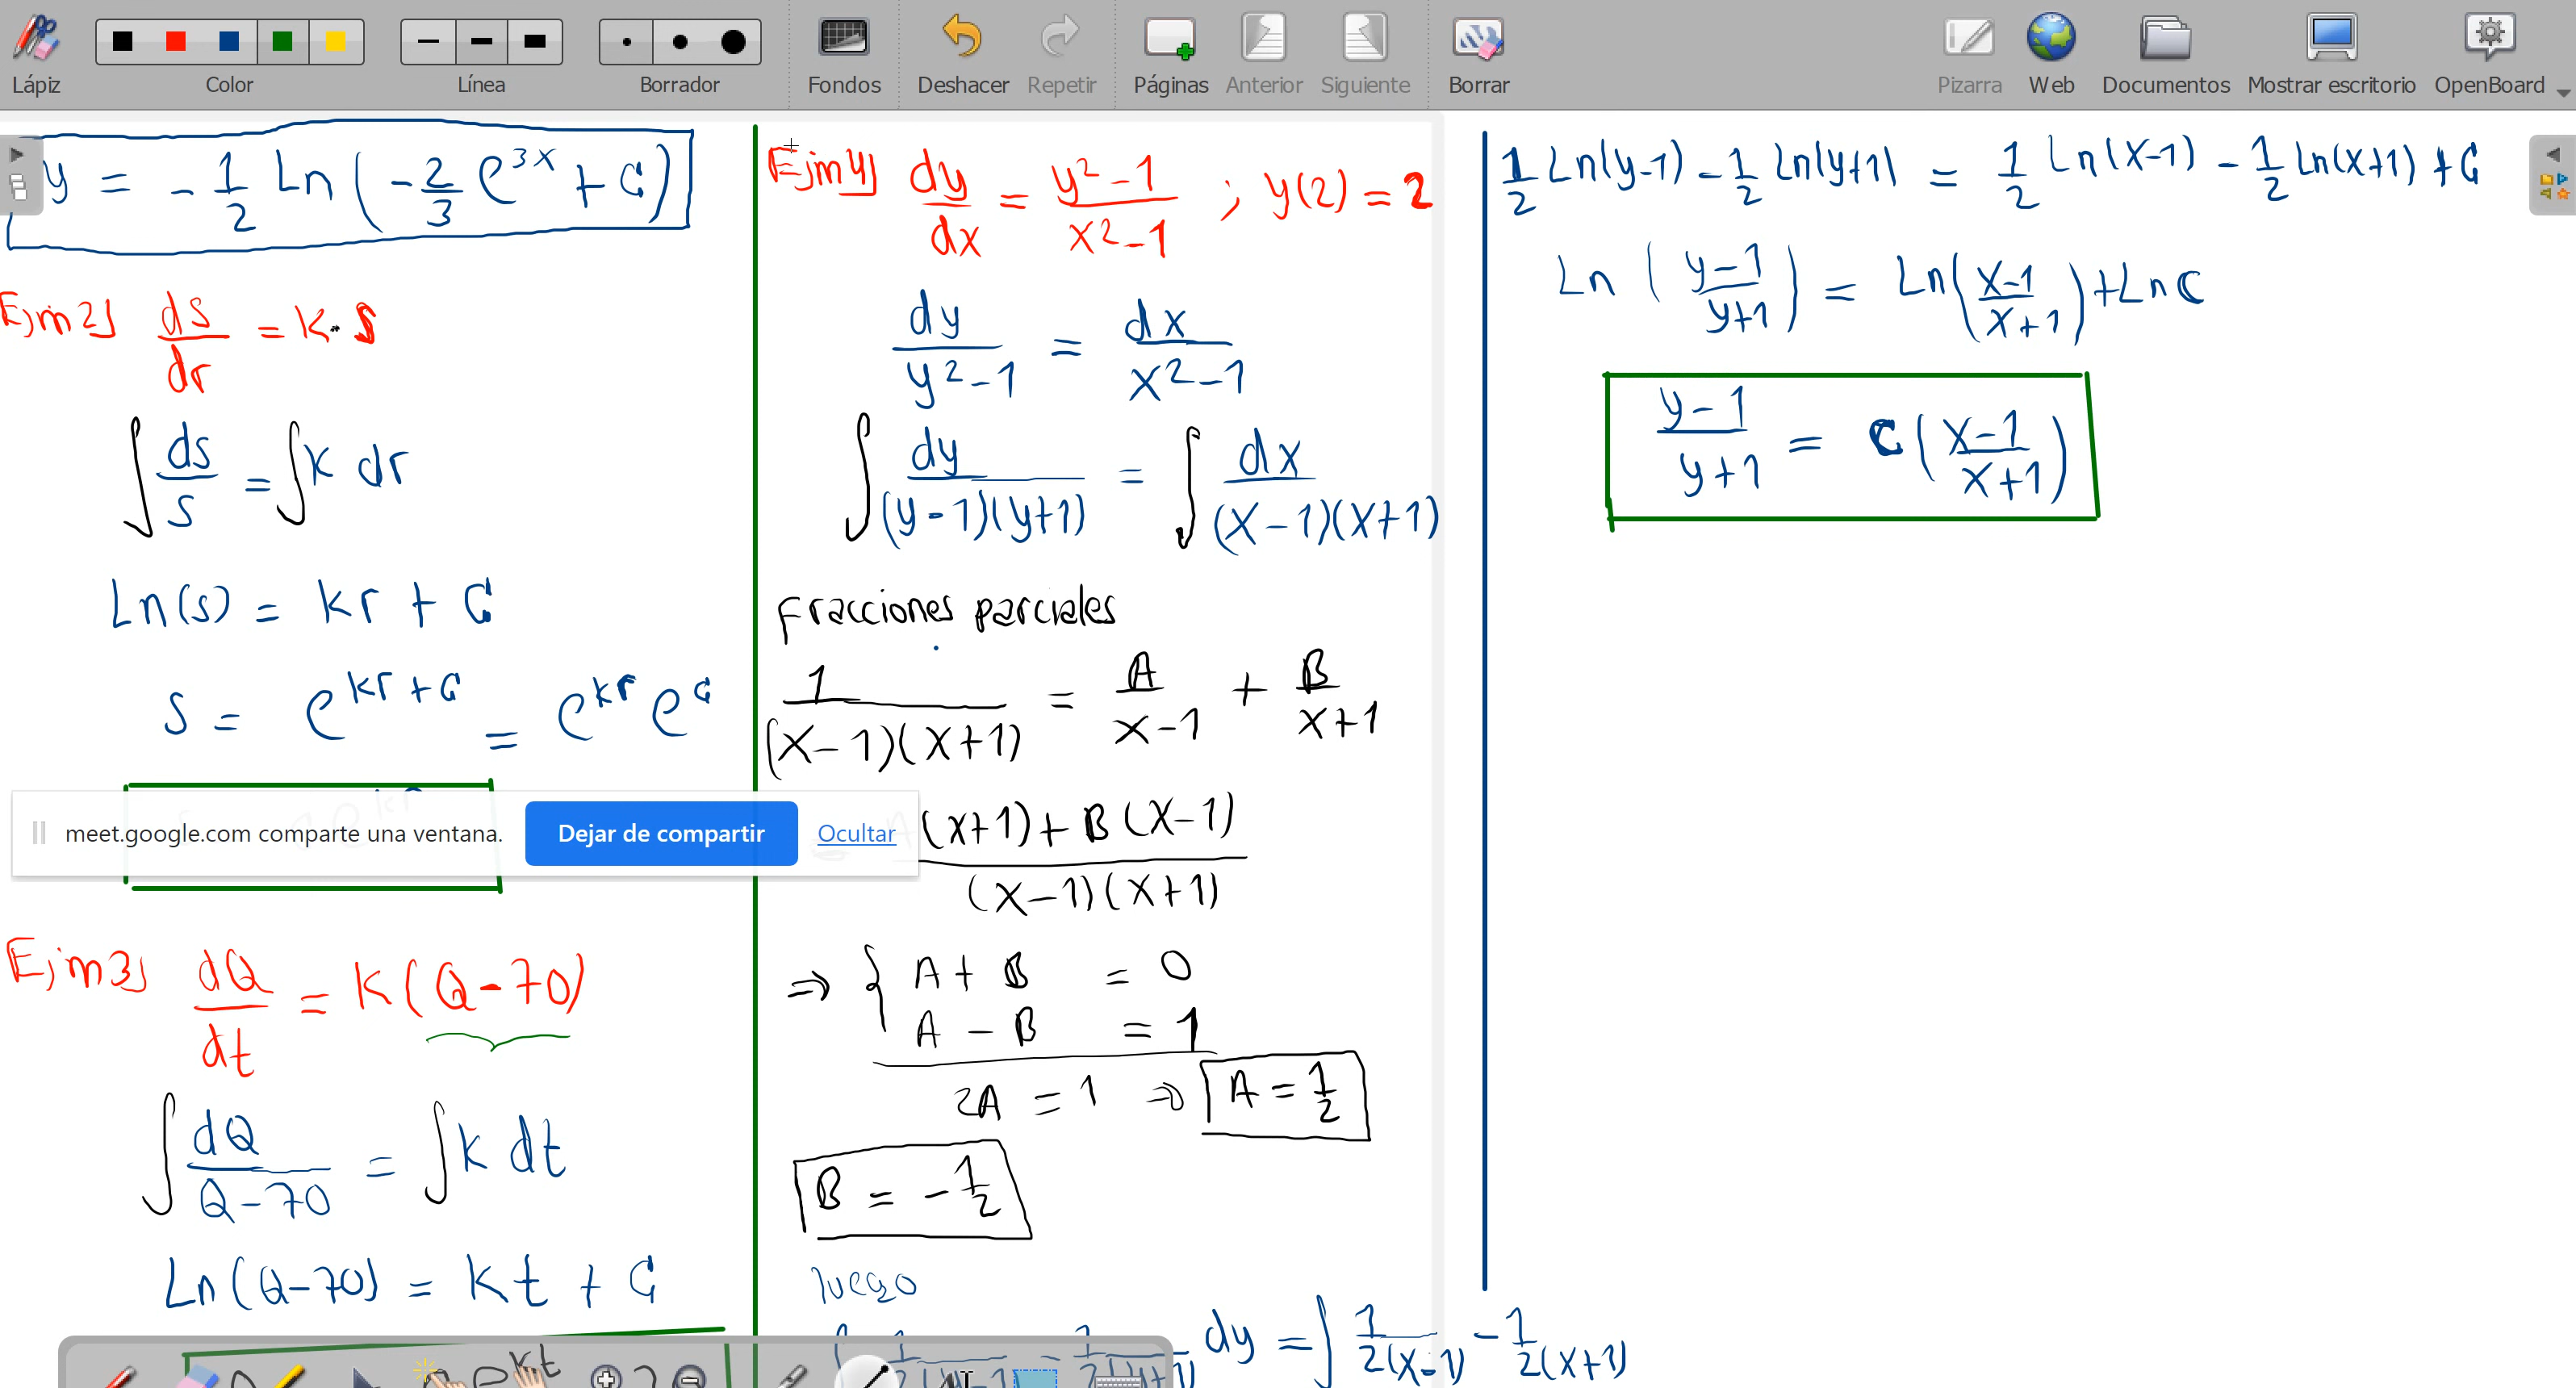 Lápiz
Color
Línea
Borrador
Fondos
Deshacer
Repetir
Páginas
Anterior
Siguiente
Borrar
Pizarra
Web
Documentos
Mostrar escritorio
OpenBoard
y = -1/2 Ln(-2/3 e^3x + C)
Ejm2) ds/dr = K·S
∫ds/s = ∫K dr
Ln(s) = kr + C
s = e^kr+C = e^kr e^C
meet.google.com comparte una ventana.
Dejar de compartir
Ocultar
Ejm3) dQ/dt = K(Q-70)
∫dQ/Q-70 = ∫K dt
Ln(Q-70) = kt + C
Ejm4) dy/dx = y²-1/x²-1 ; y(2) = 2
dy/y²-1 = dx/x²-1
∫dy/(y-1)(y+1) = ∫dx/(x-1)(x+1)
Fracciones parciales
1/(x-1)(x+1) = A/x-1 + B/x+1
(x+1) + B(x-1)/(x-1)(x+1)
⇒ { A + B = 0
A - B = 1
2A = 1 ⇒ A = 1/2
B = -1/2
luego
dy = ∫ 1/2(x-1) - 1/2(x+1)
1/2 Ln(y-1) - 1/2 Ln(y+1) = 1/2 Ln(x-1) - 1/2 Ln(x+1) + C
Ln(y-1/y+1) = Ln(x-1/x+1) + Ln C
y-1/y+1 = C(x-1/x+1)